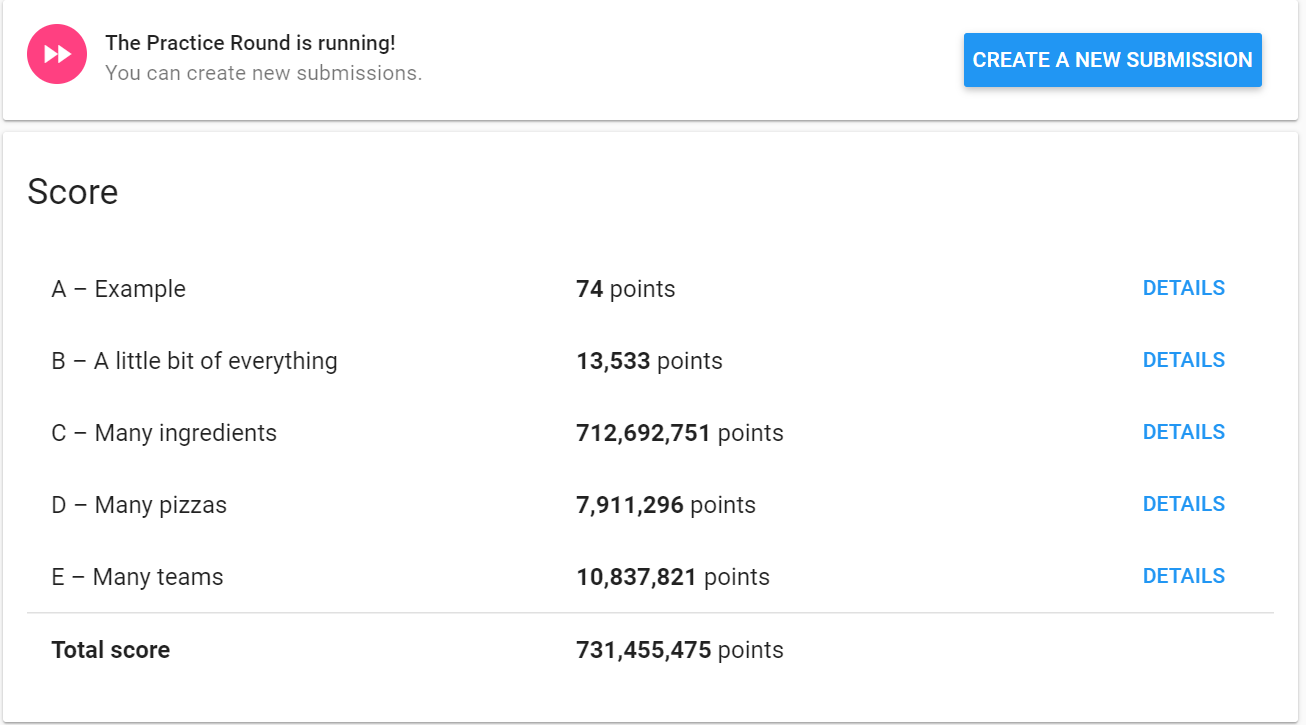 The Practice Round is running!
You can create new submissions.
CREATE A NEW SUBMISSION
Score
A – Example 74 points DETAILS
B – A little bit of everything 13,533 points DETAILS
C – Many ingredients 712,692,751 points DETAILS
D – Many pizzas 7,911,296 points DETAILS
E – Many teams 10,837,821 points DETAILS
Total score 731,455,475 points